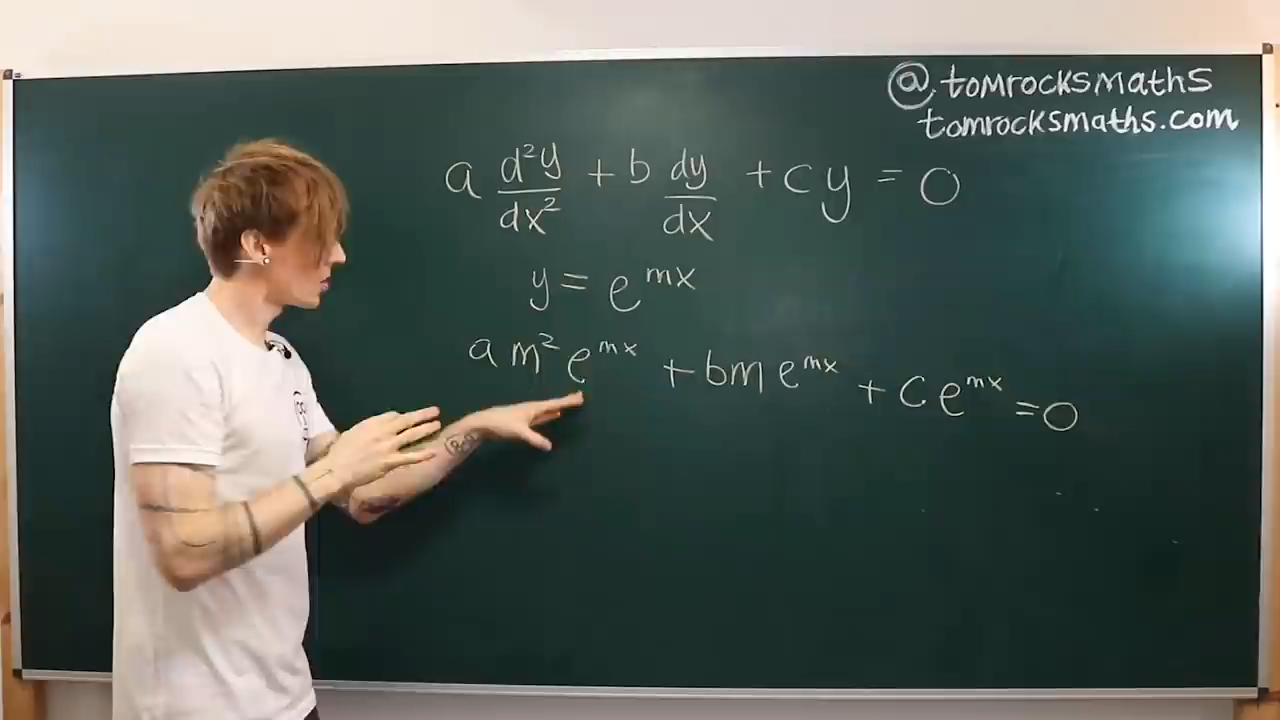 @tomrocksmaths
tomrocksmaths.com
a d²y/dx² + b dy/dx + cy = 0
y = e^{mx}
am²e^{mx} + bme^{mx} + ce^{mx} = 0